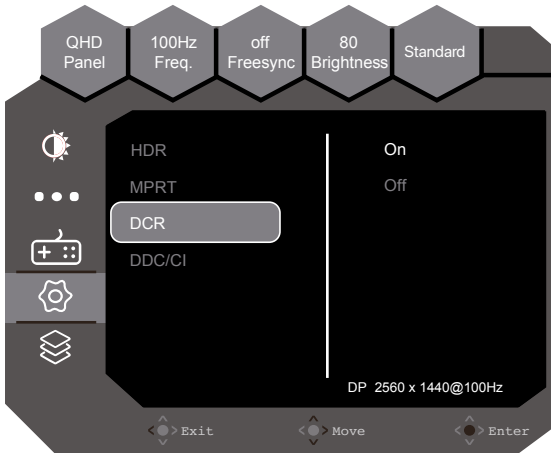 QHD
Panel
100Hz
Freq.
off
Freesync
80
Brightness
Standard
HDR
MPRT
DCR
DDC/CI
On
Off
DP 2560 x 1440@100Hz
Exit
Move
Enter